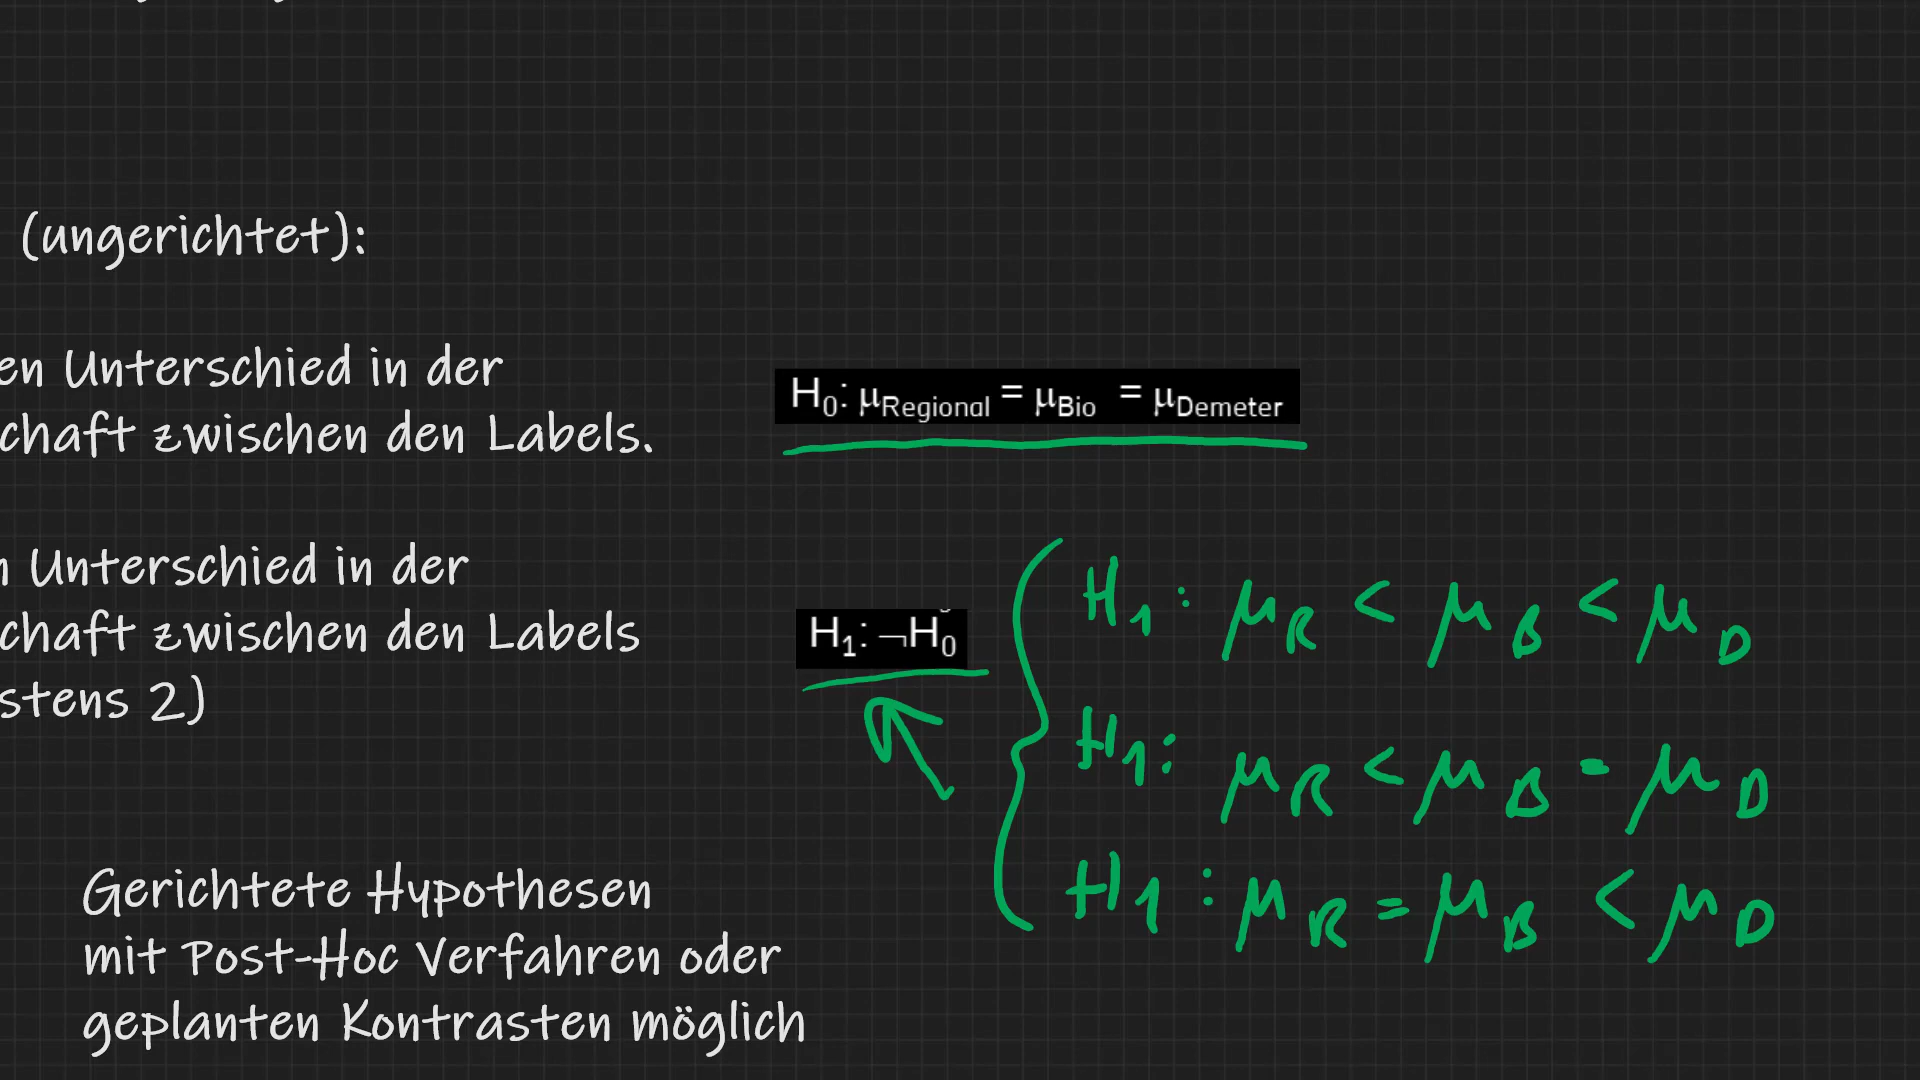 (ungerichtet):
en Unterschied in der
schaft zwischen den Labels.
H₀: μRegional = μBio = μDemeter
n Unterschied in der
schaft zwischen den Labels
stens 2)
H₁: ¬H₀
H₁: μR < μB < μD
H₁: μR < μB = μD
H₁: μR = μB < μD
Gerichtete Hypothesen
mit Post-Hoc Verfahren oder
geplanten Kontrasten möglich